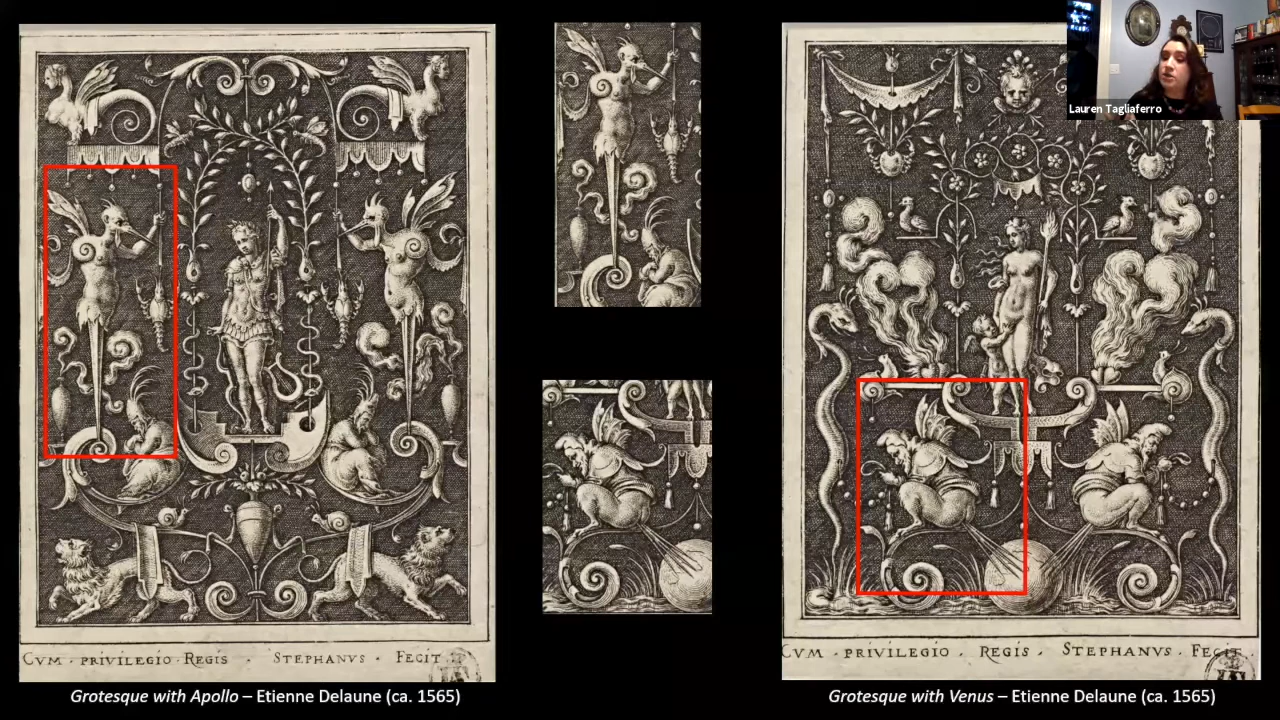 Lauren Tagliaferro
CVM · PRIVILEGIO · REGIS · STEPHANVS · FECIT ·
CVM · PRIVILEGIO · REGIS · STEPHANVS · FECIT ·
Grotesque with Apollo – Etienne Delaune (ca. 1565)
Grotesque with Venus – Etienne Delaune (ca. 1565)